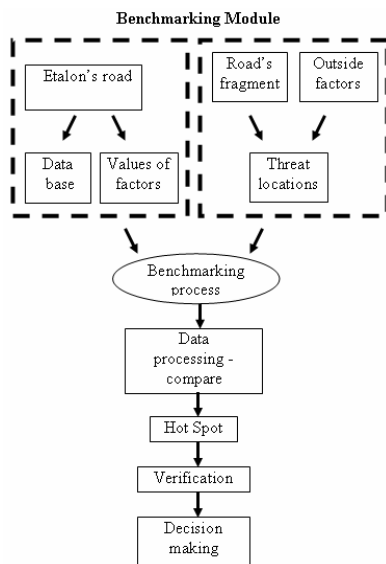 Benchmarking Module
Etalon's road
Road's
fragment
Outside
factors
Data
base
Values of
factors
Threat
locations
Benchmarking
process
Data
processing -
compare
Hot Spot
Verification
Decision
making